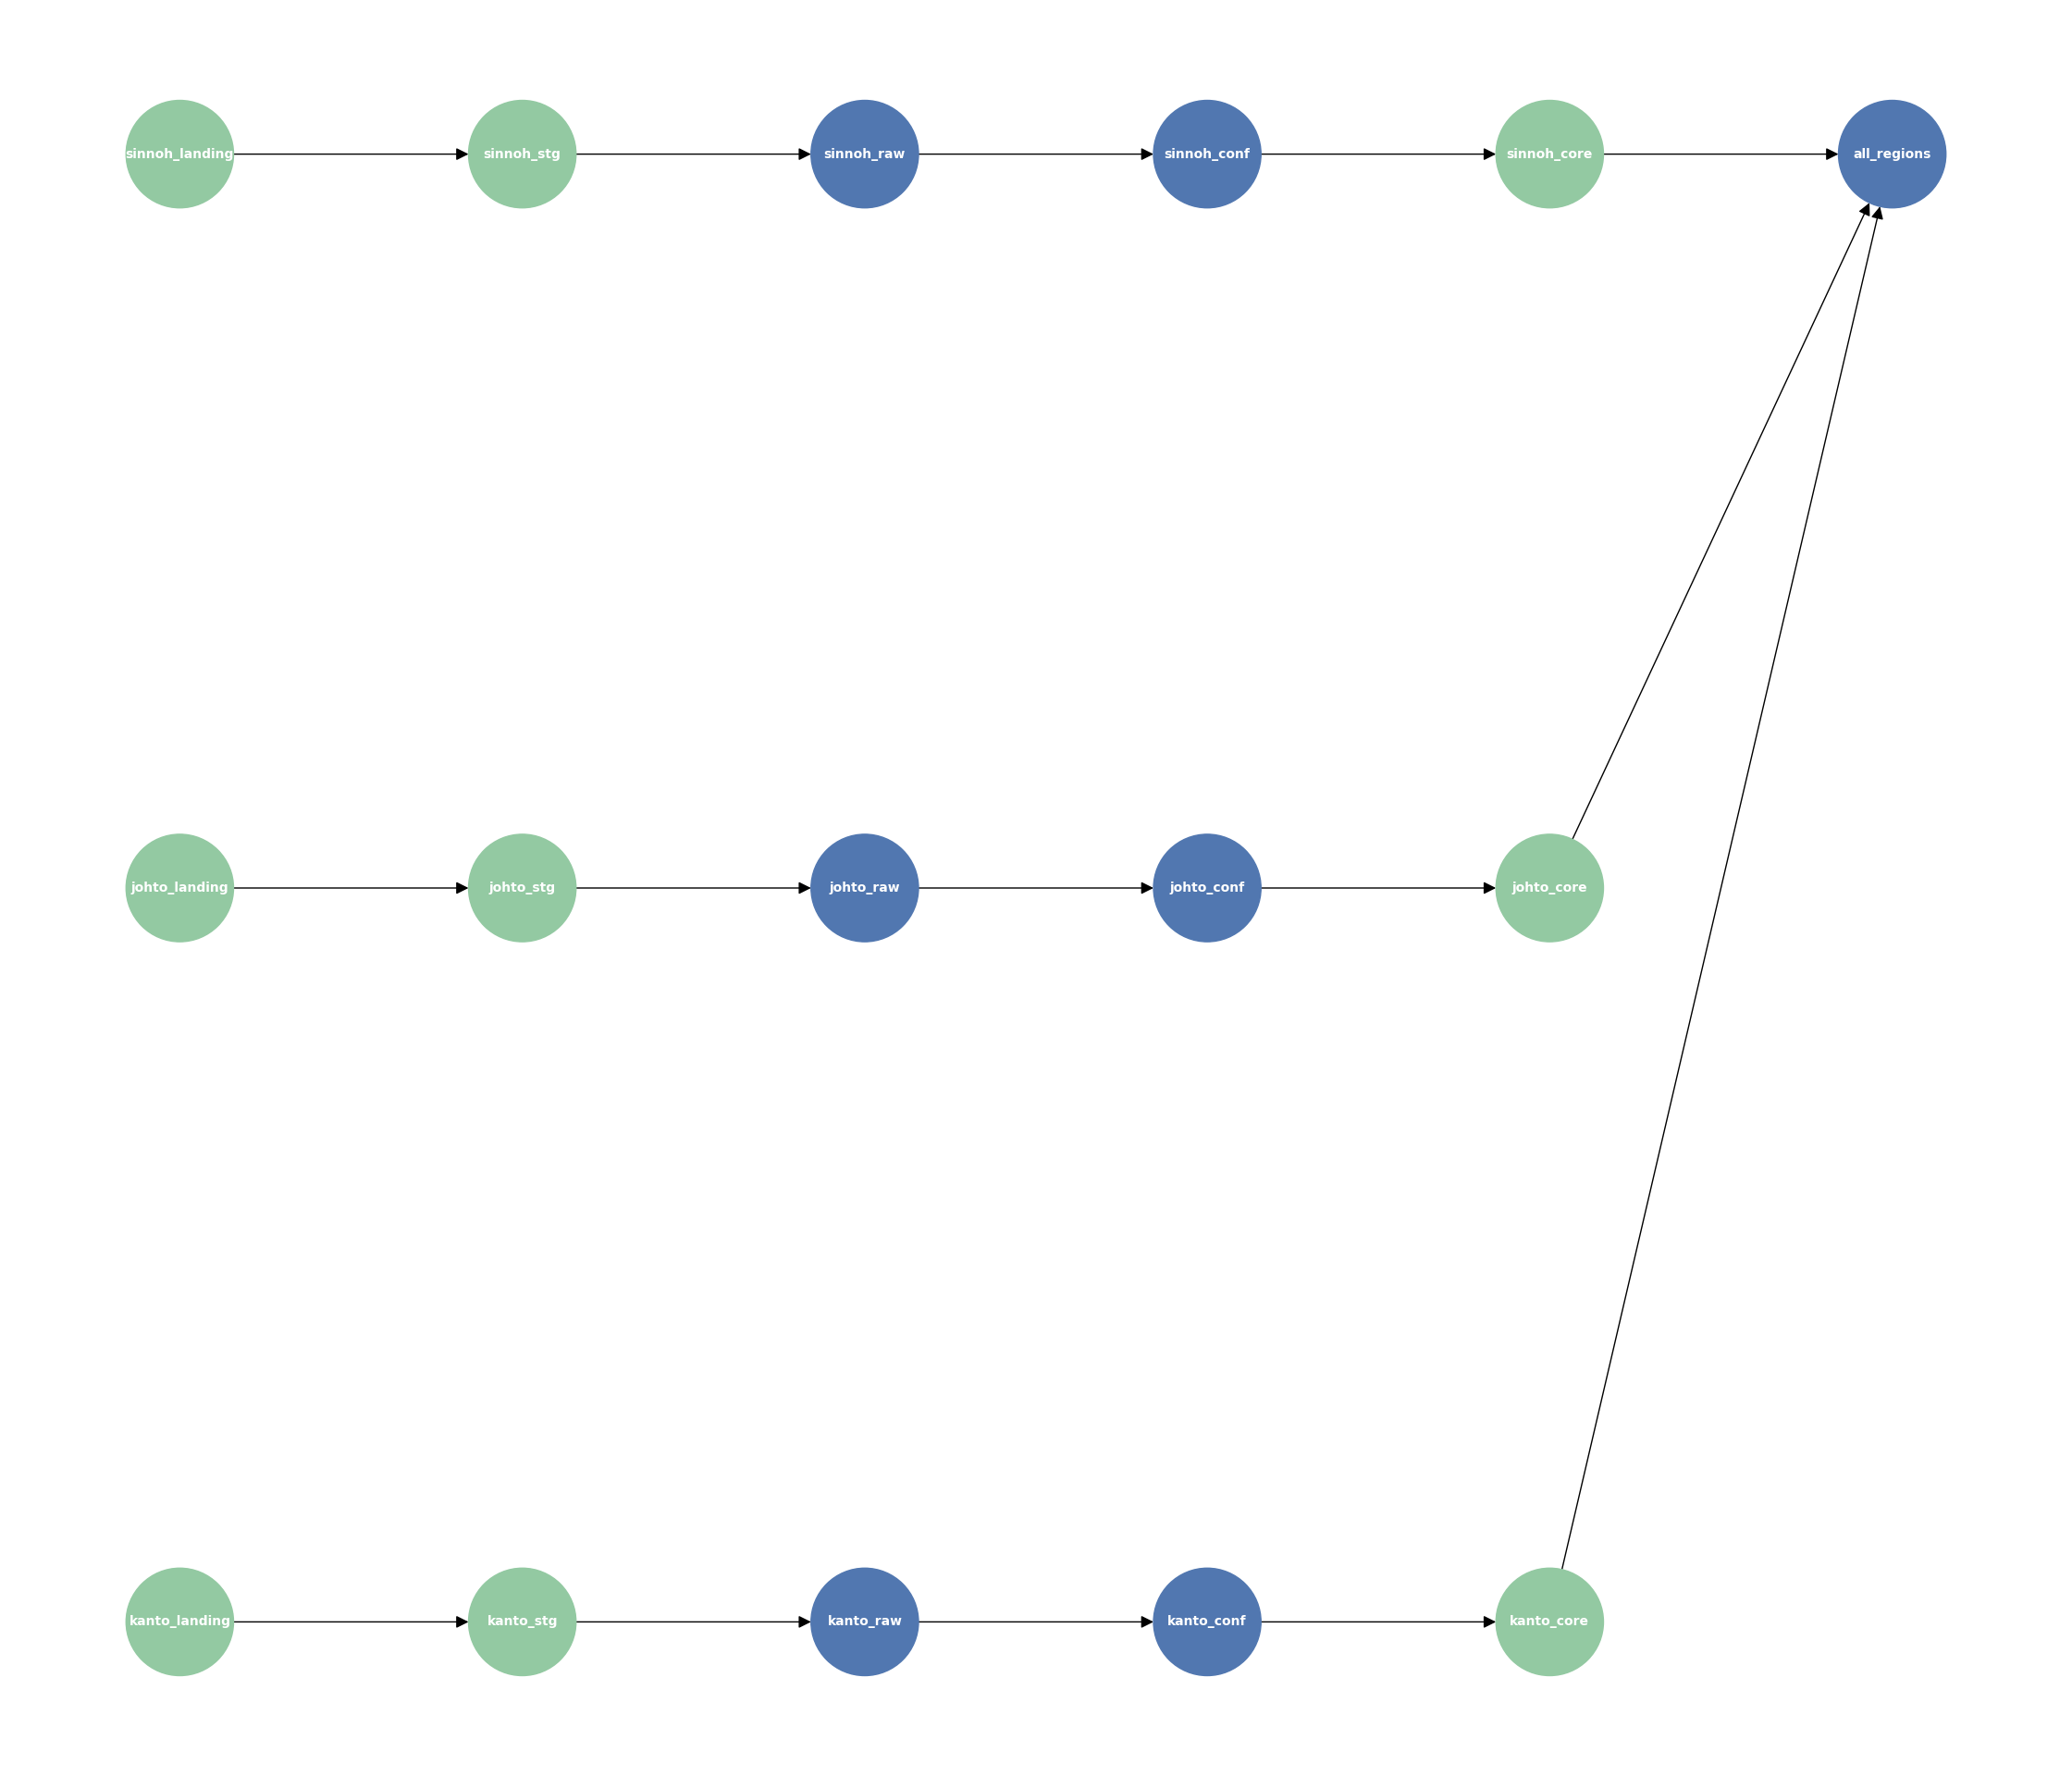 sinnoh_landing
sinnoh_stg
sinnoh_raw
sinnoh_conf
sinnoh_core
all_regions
johto_landing
johto_stg
johto_raw
johto_conf
johto_core
kanto_landing
kanto_stg
kanto_raw
kanto_conf
kanto_core